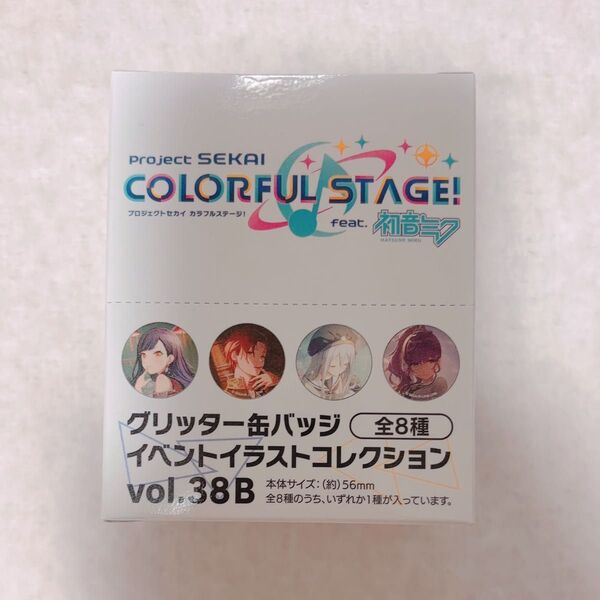 Project SEKAI
COLORFUL STAGE!
プロジェクトセカイ カラフルステージ!
feat. 初音ミク
HATSUNE MIKU
グリッター缶バッジ 全8種
イベントイラストコレクション
vol.38B 本体サイズ:(約)56mm
全8種のうち、いずれか1種が入っています。